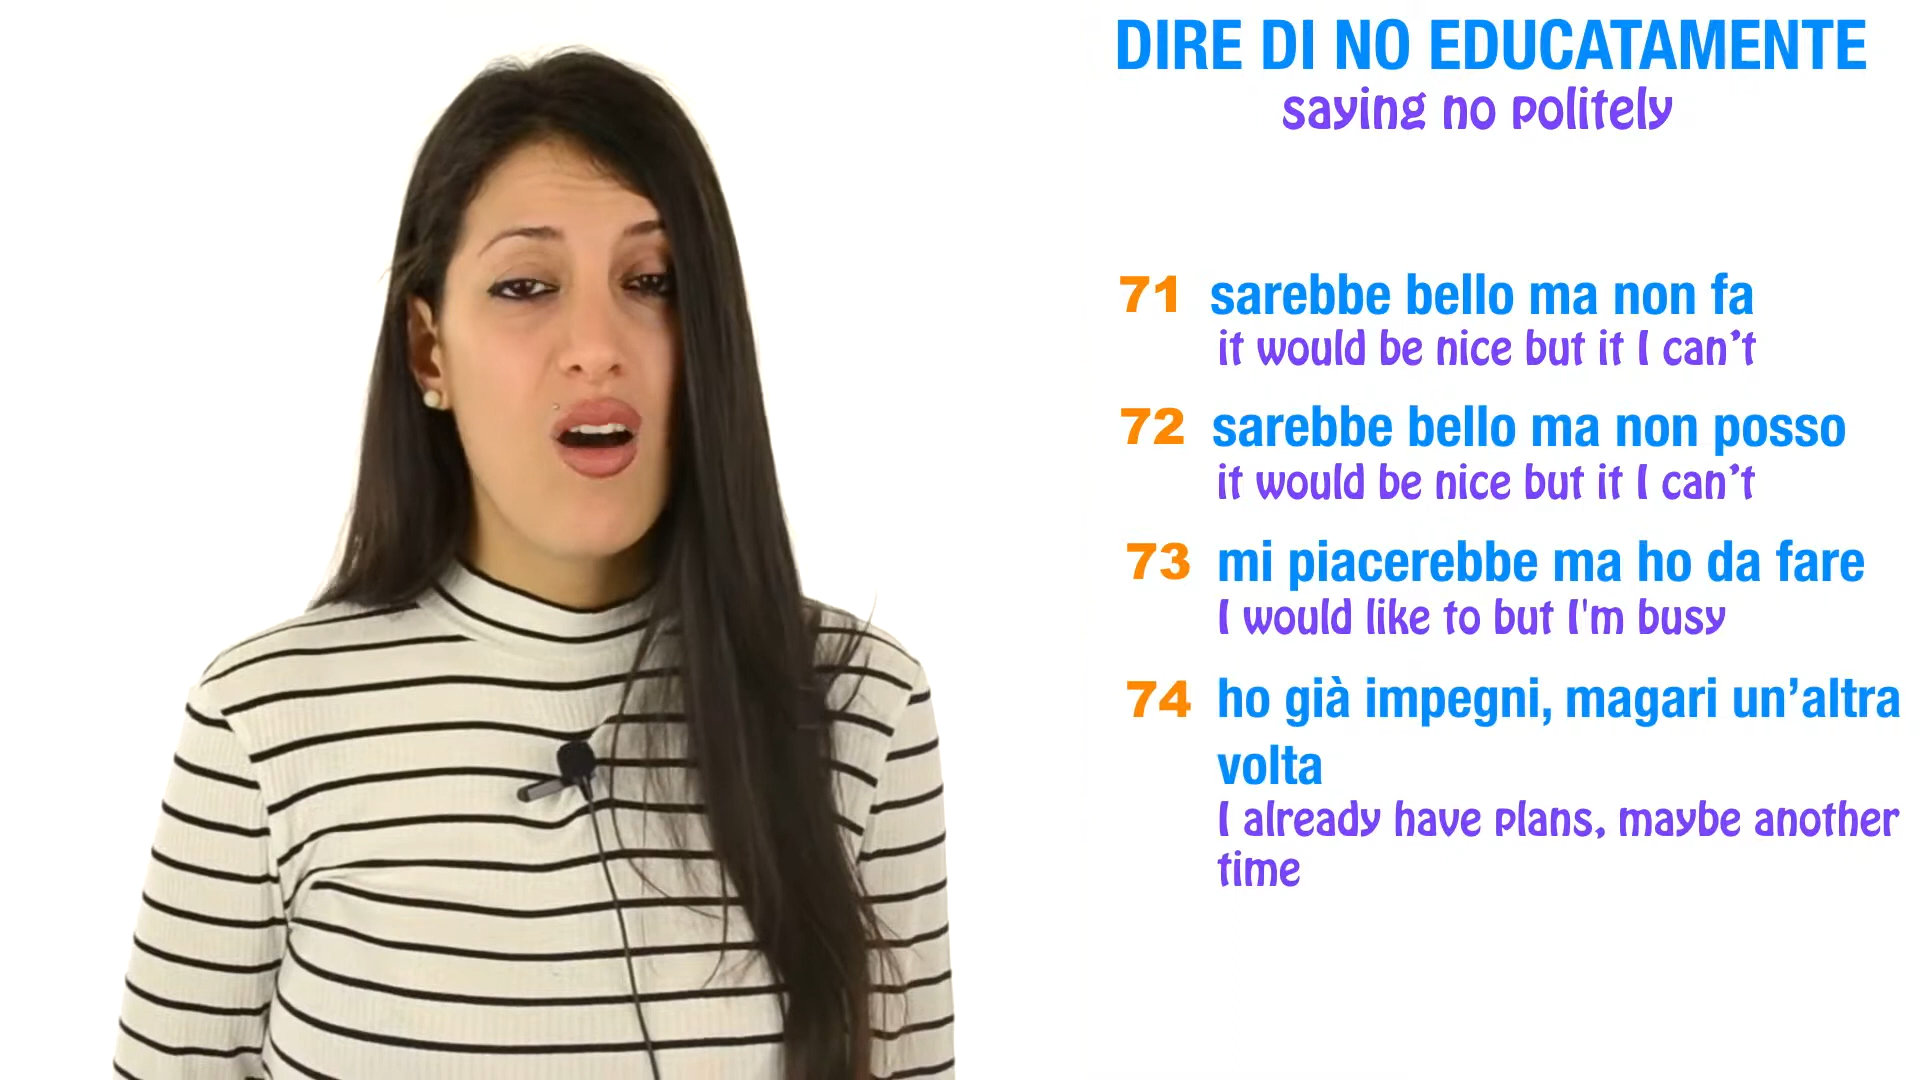 DIRE DI NO EDUCATAMENTE
saying no politely
71 sarebbe bello ma non fa
it would be nice but it I can’t
72 sarebbe bello ma non posso
it would be nice but it I can’t
73 mi piacerebbe ma ho da fare
I would like to but I'm busy
74 ho già impegni, magari un’altra
volta
I already have plans, maybe another
time